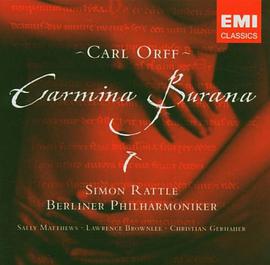 EMI
CLASSICS
~CARL ORFF~
Carmina Burana
SIMON RATTLE
BERLINER PHILHARMONIKER
SALLY MATTHEWS · LAWRENCE BROWNLEE · CHRISTIAN GERHAHER